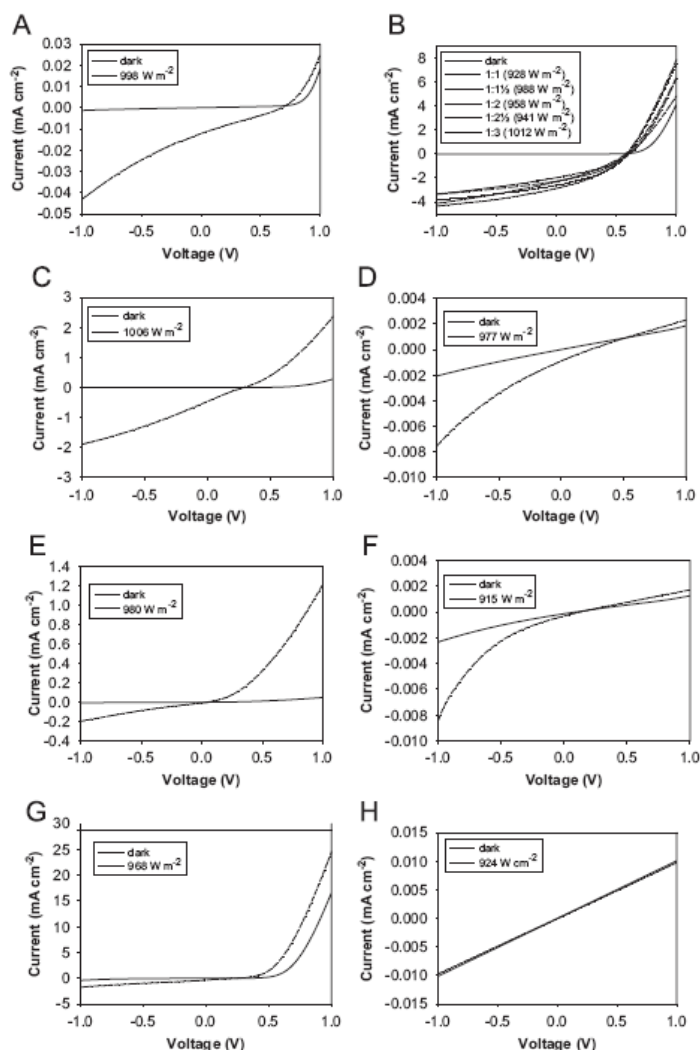 A
Current (mA cm-2)
0.03
0.02
0.01
0.00
-0.01
-0.02
-0.03
-0.04
-0.05
dark
998 W m-2
-1.0
-0.5
0.0
0.5
1.0
Voltage (V)
B
Current (mA cm-2)
8
6
4
2
0
-2
-4
dark
1:1 (928 W m-2)
1:1½ (988 W m-2)
1:2 (958 W m-2)
1:2½ (941 W m-2)
1:3 (1012 W m-2)
-1.0
-0.5
0.0
0.5
1.0
Voltage (V)
C
Current (mA cm-2)
3
2
1
0
-1
-2
-3
dark
1006 W m-2
-1.0
-0.5
0.0
0.5
1.0
Voltage (V)
D
Current (mA cm-2)
0.004
0.002
0.000
-0.002
-0.004
-0.006
-0.008
-0.010
dark
977 W m-2
-1.0
-0.5
0.0
0.5
1.0
Voltage (V)
E
Current (mA cm-2)
1.4
1.2
1.0
0.8
0.6
0.4
0.2
0.0
-0.2
-0.4
dark
980 W m-2
-1.0
-0.5
0.0
0.5
1.0
Voltage (V)
F
Current (mA cm-2)
0.004
0.002
0.000
-0.002
-0.004
-0.006
-0.008
-0.010
dark
915 W m-2
-1.0
-0.5
0.0
0.5
1.0
Voltage (V)
G
Current (mA cm-2)
30
25
20
15
10
5
0
-5
dark
968 W m-2
-1.0
-0.5
0.0
0.5
1.0
Voltage (V)
H
Current (mA cm-2)
0.015
0.010
0.005
0.000
-0.005
-0.010
-0.015
dark
924 W cm-2
-1.0
-0.5
0.0
0.5
1.0
Voltage (V)